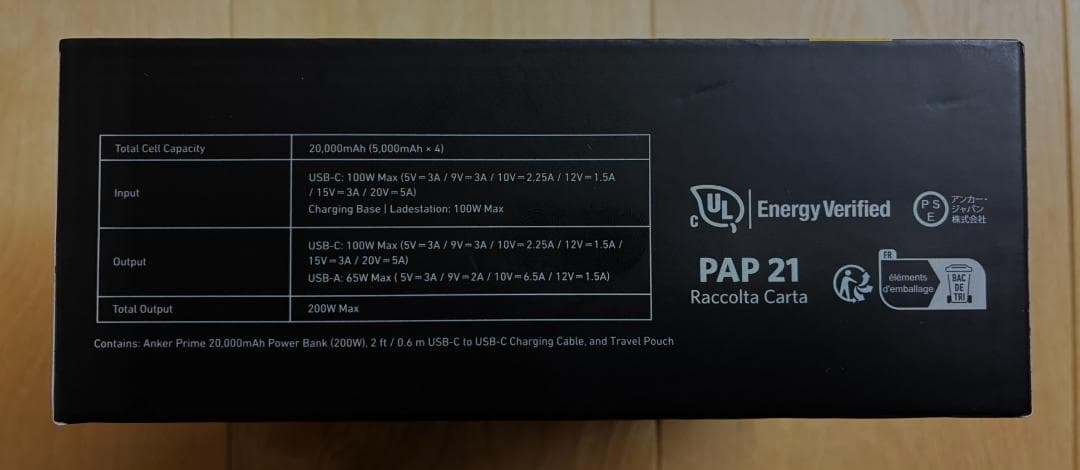 Total Cell Capacity
20,000mAh (5,000mAh × 4)
Input
USB-C: 100W Max (5V⎓3A / 9V⎓3A / 10V⎓2.25A / 12V⎓1.5A
/ 15V⎓3A / 20V⎓5A)
Charging Base | Ladestation: 100W Max
Output
USB-C: 100W Max (5V⎓3A / 9V⎓3A / 10V⎓2.25A / 12V⎓1.5A /
15V⎓3A / 20V⎓5A)
USB-A: 65W Max ( 5V⎓3A / 9V⎓2A / 10V⎓6.5A / 12V⎓1.5A)
Total Output
200W Max
Contains: Anker Prime 20,000mAh Power Bank (200W), 2 ft / 0.6 m USB-C to USB-C Charging Cable, and Travel Pouch
c UL Energy Verified
P S
E
アンカー・
ジャパン
株式会社
PAP 21
Raccolta Carta
FR
éléments
d'emballage
BAC
DE
TRI